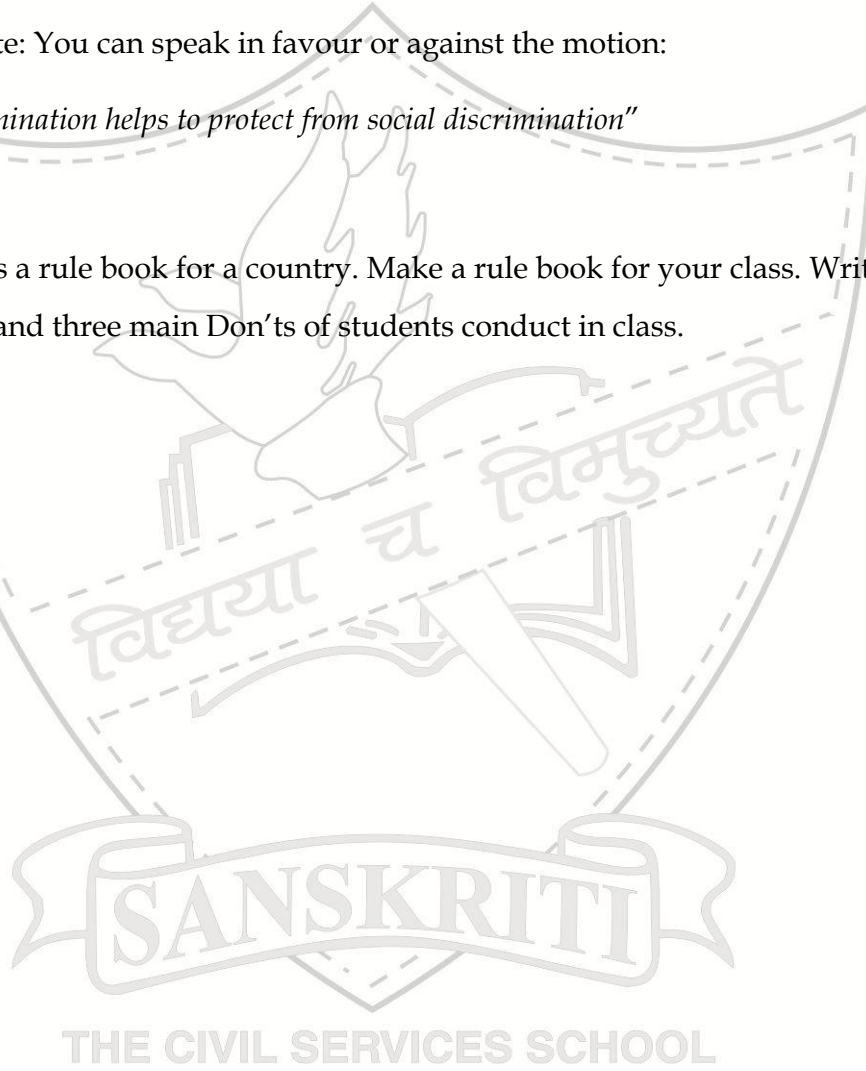 te: You can speak in favour or against the motion:
mination helps to protect from social discrimination”
s a rule book for a country. Make a rule book for your class. Writ
and three main Don’ts of students conduct in class.
विद्यया च विमुच्यते
SANSKRITI
THE CIVIL SERVICES SCHOOL